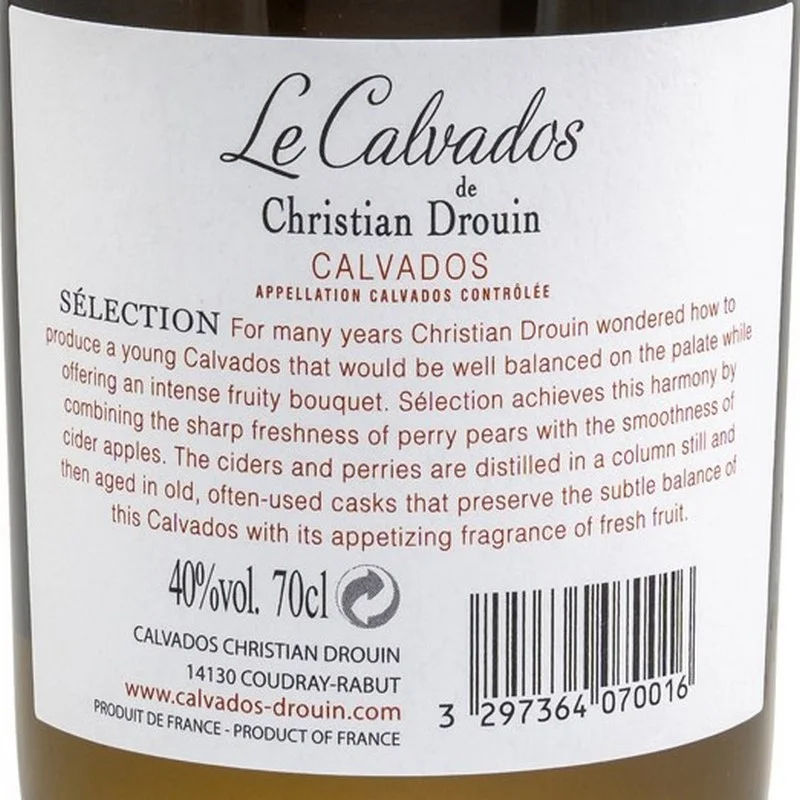 Le Calvados
de
Christian Drouin
CALVADOS
APPELLATION CALVADOS CONTRÔLÉE
SÉLECTION For many years Christian Drouin wondered how to
produce a young Calvados that would be well balanced on the palate while
offering an intense fruity bouquet. Sélection achieves this harmony by
combining the sharp freshness of perry pears with the smoothness of
cider apples. The ciders and perries are distilled in a column still and
then aged in old, often-used casks that preserve the subtle balance of
this Calvados with its appetizing fragrance of fresh fruit.
40%vol. 70cl
CALVADOS CHRISTIAN DROUIN
14130 COUDRAY-RABUT
www.calvados-drouin.com
PRODUIT DE FRANCE - PRODUCT OF FRANCE
3 297364 070016